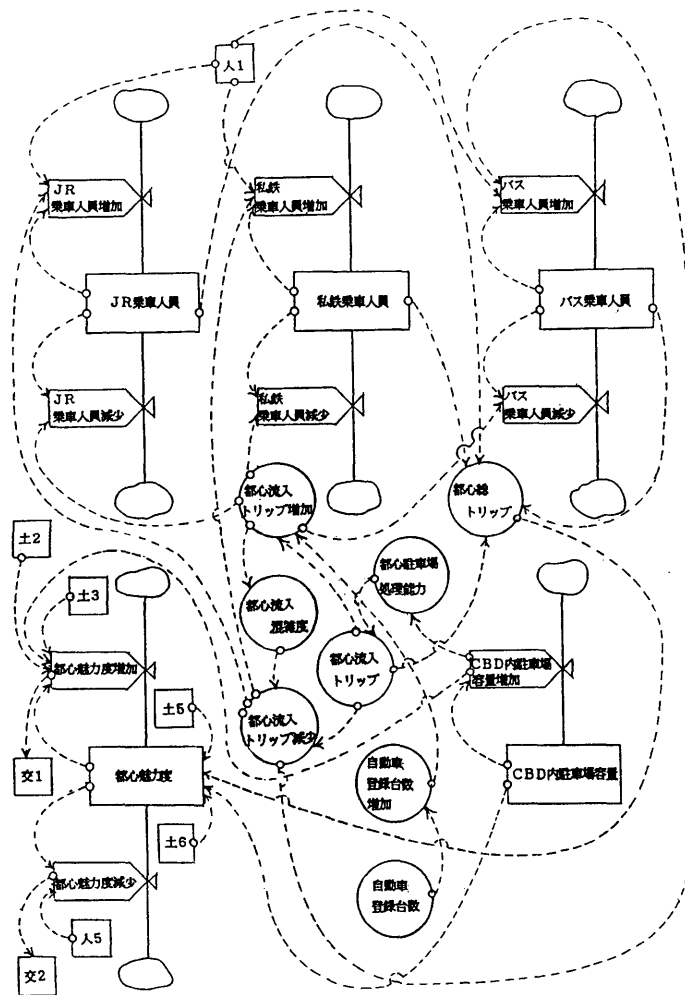 人1
JR
乗車人員増加
私鉄
乗車人員増加
バス
乗車人員増加
JR乗車人員
私鉄乗車人員
バス乗車人員
JR
乗車人員減少
私鉄
乗車人員減少
バス
乗車人員減少
都心流入
トリップ増加
都心総
トリップ
土2
土3
都心駐車場
処理能力
都心流入
混雑度
都心魅力度増加
都心流入
トリップ
CBD内駐車場
容量増加
土5
都心流入
トリップ減少
交1
都心魅力度
自動車
登録台数
増加
CBD内駐車場容量
土6
都心魅力度減少
自動車
登録台数
人5
交2